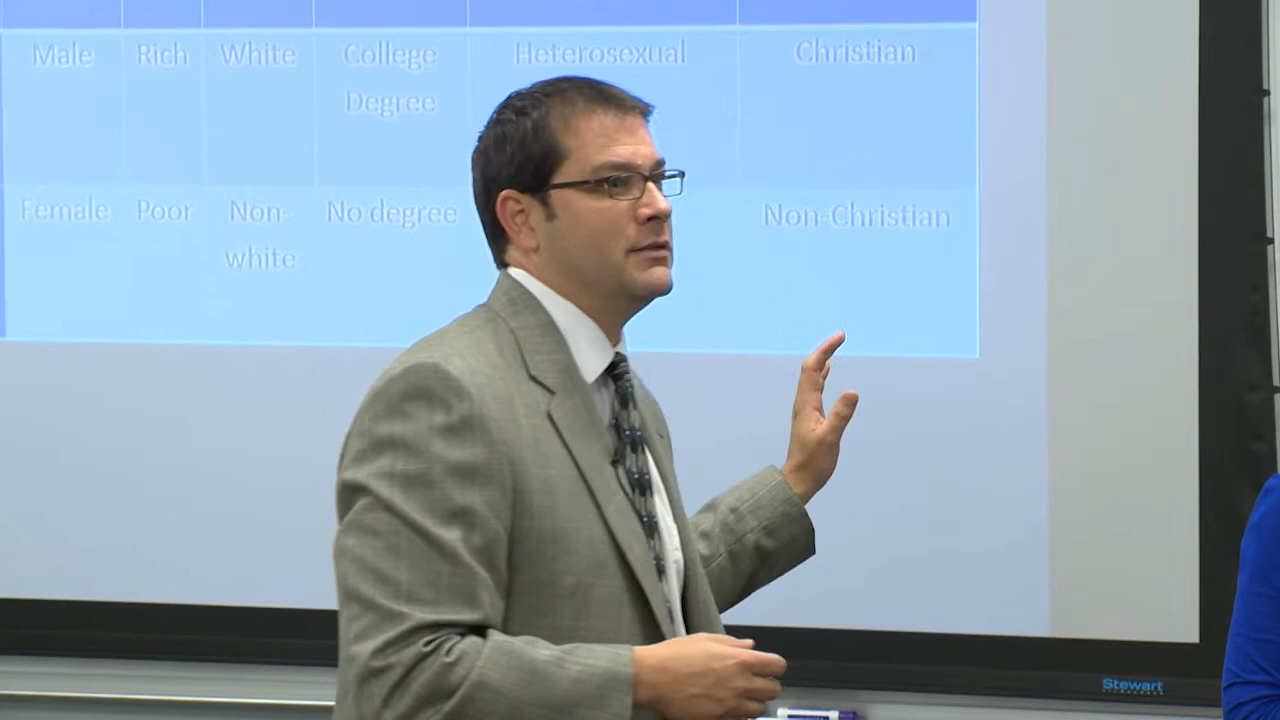 Male Rich White College Heterosexual Christian
Degree
Female Poor Non- No degree Non-Christian
white
Stewart